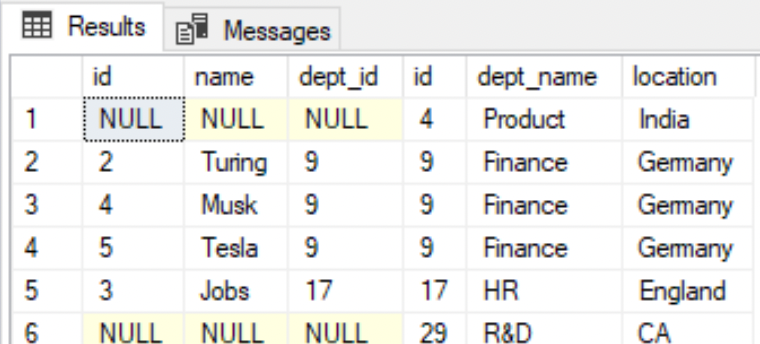 Results Messages
id name dept_id id dept_name location
1 NULL NULL NULL 4 Product India
2 2 Turing 9 9 Finance Germany
3 4 Musk 9 9 Finance Germany
4 5 Tesla 9 9 Finance Germany
5 3 Jobs 17 17 HR England
6 NULL NULL NULL 29 R&D CA